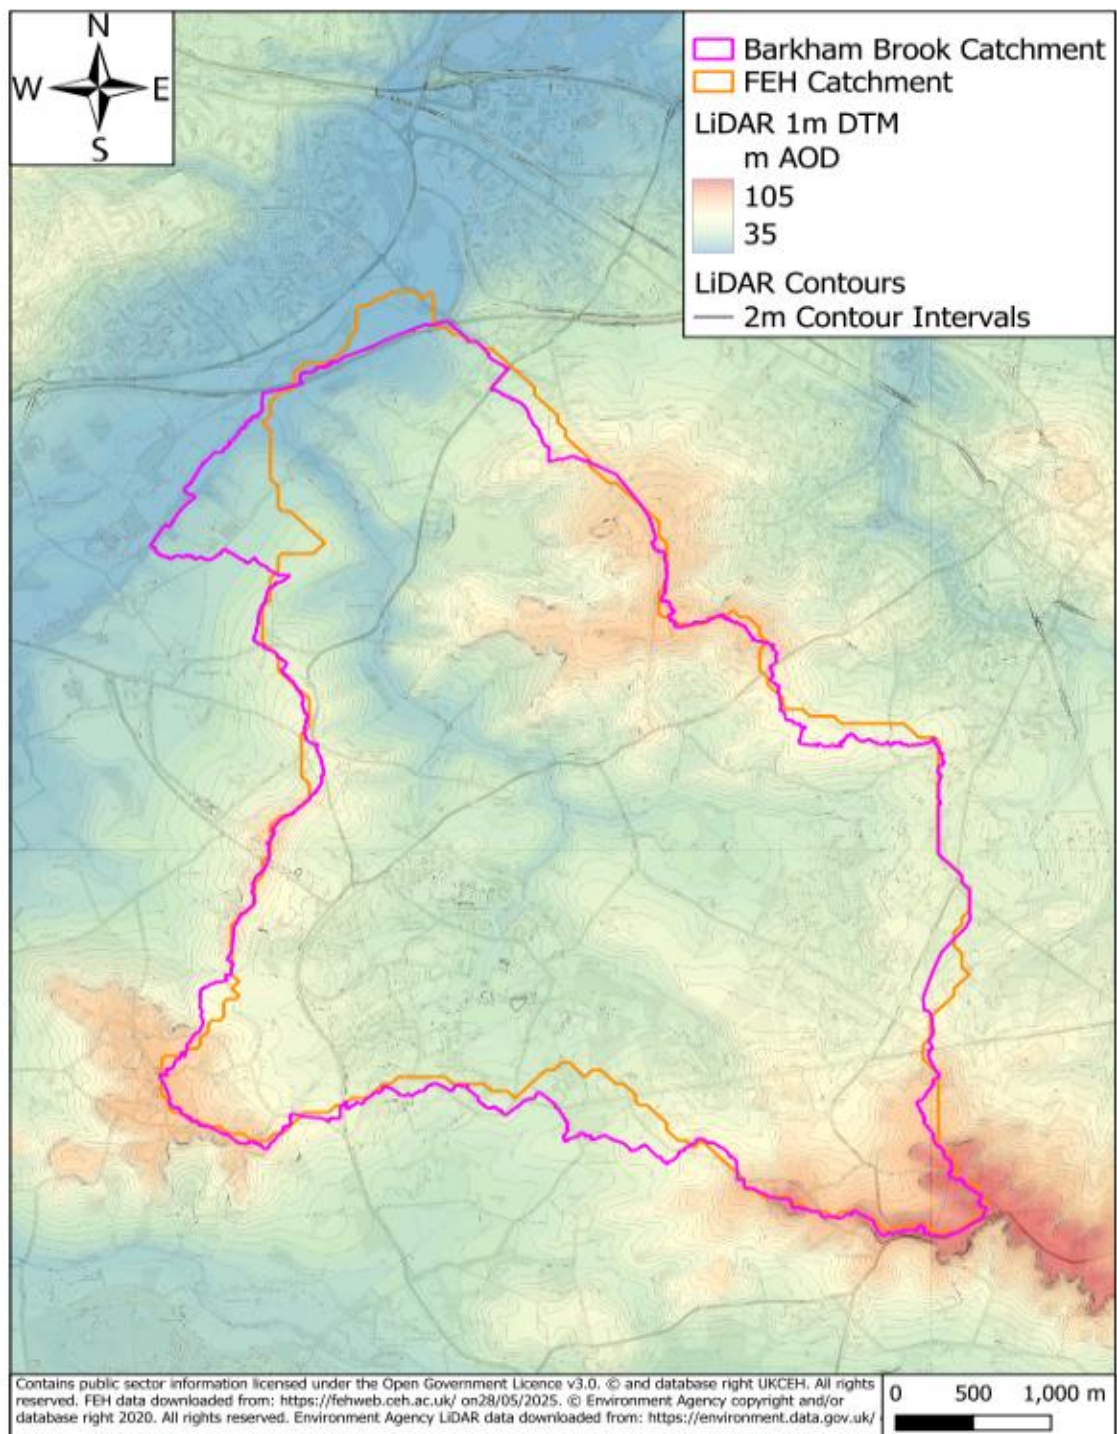 N
W E
S
Barkham Brook Catchment
FEH Catchment
LiDAR 1m DTM
m AOD
105
35
LiDAR Contours
2m Contour Intervals
Contains public sector information licensed under the Open Government Licence v3.0. © and database right UKCEH. All rights
reserved. FEH data downloaded from: https://fehweb.ceh.ac.uk/ on28/05/2025. © Environment Agency copyright and/or
database right 2020. All rights reserved. Environment Agency LiDAR data downloaded from: https://environment.data.gov.uk/
0 500 1,000 m